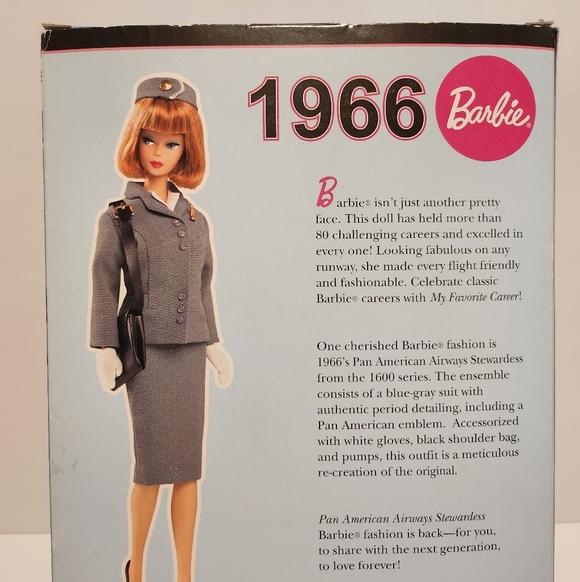 1966
Barbie®
Barbie® isn't just another pretty
face. This doll has held more than
80 challenging careers and excelled in
every one! Looking fabulous on any
runway, she made every flight friendly
and fashionable. Celebrate classic
Barbie® careers with My Favorite Career!
One cherished Barbie® fashion is
1966's Pan American Airways Stewardess
from the 1600 series. The ensemble
consists of a blue-gray suit with
authentic period detailing, including a
Pan American emblem. Accessorized
with white gloves, black shoulder bag,
and pumps, this outfit is a meticulous
re-creation of the original.
Pan American Airways Stewardess
Barbie® fashion is back—for you,
to share with the next generation,
to love forever!